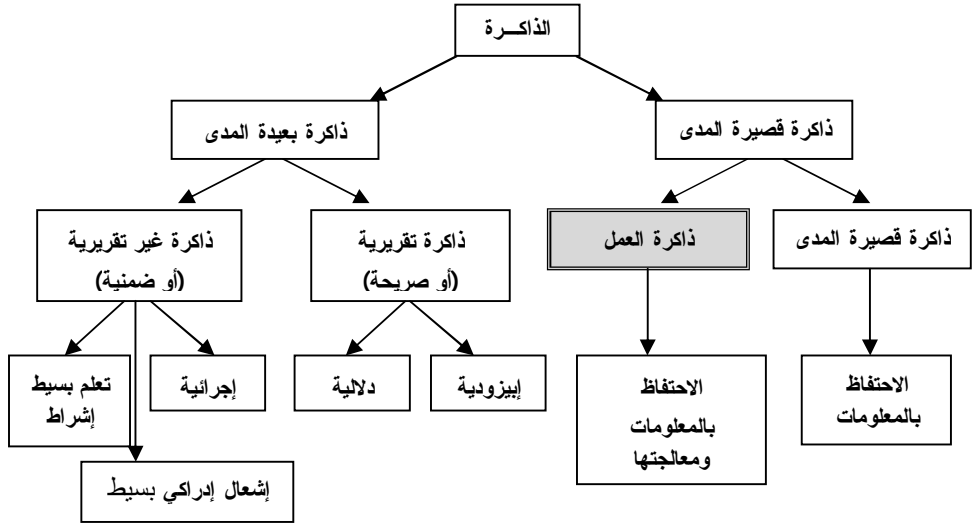 الذاكـــرة
ذاكرة قصيرة المدى
ذاكرة بعيدة المدى
ذاكرة قصيرة المدى
ذاكرة العمل
ذاكرة تقريرية
(أو صريحة)
ذاكرة غير تقريرية
(أو ضمنية)
الاحتفاظ
بالمعلومات
الاحتفاظ
بالمعلومات
ومعالجتها
إبيزودية
دلالية
إجرائية
تعلم بسيط
إشراط
إشعال إدراكي بسيط